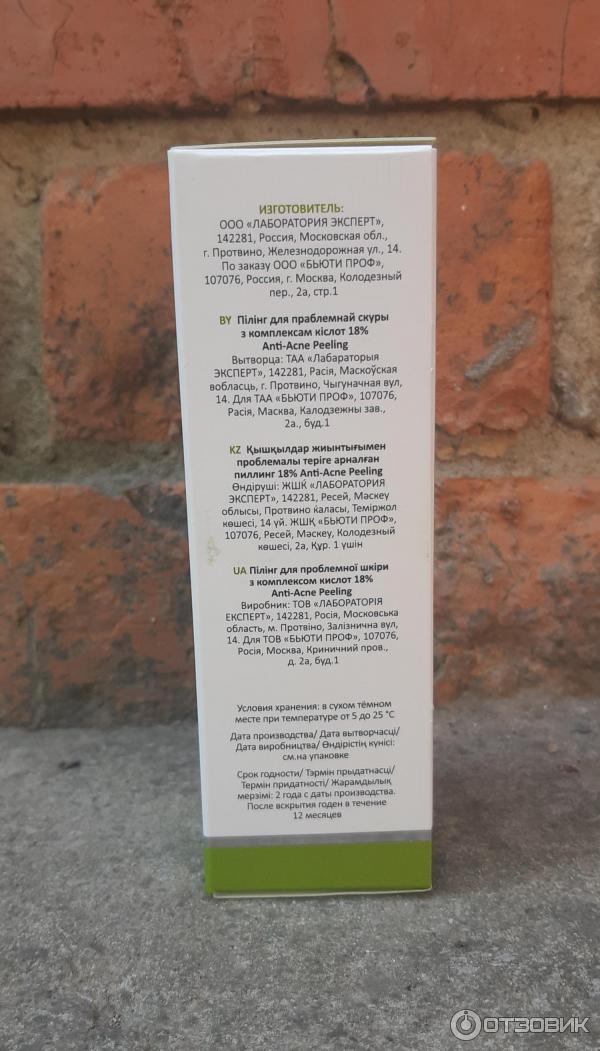 ИЗГОТОВИТЕЛЬ:
ООО «ЛАБОРАТОРИЯ ЭКСПЕРТ»,
142281, Россия, Московская обл.,
г. Протвино, Железнодорожная ул., 14.
По заказу ООО «БЬЮТИ ПРОФ»,
107076, Россия, г. Москва, Колодезный
пер., 2а, стр.1
BY Пілінг для праблемнай скуры
з комплексам кіслот 18%
Anti-Acne Peeling
Вытворца: ТАА «Лабараторыя
ЭКСПЕРТ», 142281, Расія, Маскоўская
вобласць, г. Протвино, Чыгуначная вул,
14. Для ТАА «БЬЮТИ ПРОФ», 107076,
Расія, Масква, Калодзежны зав.,
2а., буд.1
KZ Қышқылдар жиынтығымен
проблемалы теріге арналған
пиллинг 18% Anti-Acne Peeling
Өндіруші: ЖШҚ «ЛАБОРАТОРИЯ
ЭКСПЕРТ», 142281, Ресей, Мәскеу
облысы, Протвино қаласы, Теміржол
көшесі, 14 үй. ЖШҚ «БЬЮТИ ПРОФ»,
107076, Ресей, Маскеу, Колодезный
көшесі, 2а, Құр. 1 үшін
UA Пілінг для проблемної шкіри
з комплексом кислот 18%
Anti-Acne Peeling
Виробник: ТОВ «ЛАБОРАТОРІЯ
ЕКСПЕРТ», 142281, Росія, Московська
область, м. Протвіно, Залізнична вул,
14. Для ТОВ «БЬЮТИ ПРОФ», 107076,
Росія, Москва, Криничний пров.,
д. 2а, буд.1
Условия хранения: в сухом тёмном
месте при температуре от 5 до 25 °С
Дата производства/ Дата вытворчасці/
Дата виробництва/ Өндірістің күнісі:
см.на упаковке
Срок годности/ Тэрмін прыдатнасці/
Термін придатності/ Жарамдылық
мерзімі: 2 года с даты производства.
После вскрытия годен в течение
12 месяцев
ОТЗОВИК